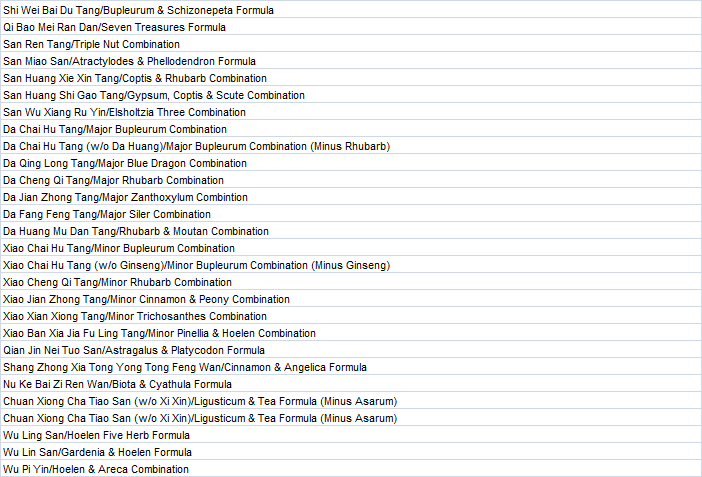 Shi Wei Bai Du Tang/Bupleurum & Schizonepeta Formula
Qi Bao Mei Ran Dan/Seven Treasures Formula
San Ren Tang/Triple Nut Combination
San Miao San/Atractylodes & Phellodendron Formula
San Huang Xie Xin Tang/Coptis & Rhubarb Combination
San Huang Shi Gao Tang/Gypsum, Coptis & Scute Combination
San Wu Xiang Ru Yin/Elsholtzia Three Combination
Da Chai Hu Tang/Major Bupleurum Combination
Da Chai Hu Tang (w/o Da Huang)/Major Bupleurum Combination (Minus Rhubarb)
Da Qing Long Tang/Major Blue Dragon Combination
Da Cheng Qi Tang/Major Rhubarb Combination
Da Jian Zhong Tang/Major Zanthoxylum Combintion
Da Fang Feng Tang/Major Siler Combination
Da Huang Mu Dan Tang/Rhubarb & Moutan Combination
Xiao Chai Hu Tang/Minor Bupleurum Combination
Xiao Chai Hu Tang (w/o Ginseng)/Minor Bupleurum Combination (Minus Ginseng)
Xiao Cheng Qi Tang/Minor Rhubarb Combination
Xiao Jian Zhong Tang/Minor Cinnamon & Peony Combination
Xiao Xian Xiong Tang/Minor Trichosanthes Combination
Xiao Ban Xia Jia Fu Ling Tang/Minor Pinellia & Hoelen Combination
Qian Jin Nei Tuo San/Astragalus & Platycodon Formula
Shang Zhong Xia Tong Yong Tong Feng Wan/Cinnamon & Angelica Formula
Nu Ke Bai Zi Ren Wan/Biota & Cyathula Formula
Chuan Xiong Cha Tiao San (w/o Xi Xin)/Ligusticum & Tea Formula (Minus Asarum)
Chuan Xiong Cha Tiao San (w/o Xi Xin)/Ligusticum & Tea Formula (Minus Asarum)
Wu Ling San/Hoelen Five Herb Formula
Wu Lin San/Gardenia & Hoelen Formula
Wu Pi Yin/Hoelen & Areca Combination